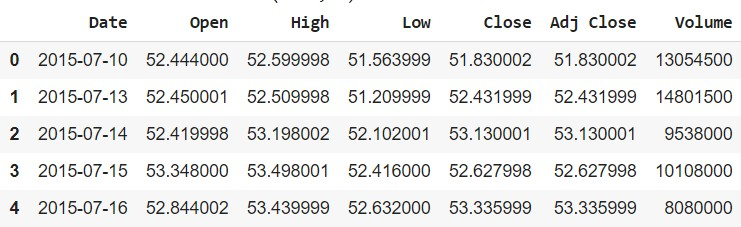 Date Open High Low Close Adj Close Volume
0 2015-07-10 52.444000 52.599998 51.563999 51.830002 51.830002 13054500
1 2015-07-13 52.450001 52.509998 51.209999 52.431999 52.431999 14801500
2 2015-07-14 52.419998 53.198002 52.102001 53.130001 53.130001 9538000
3 2015-07-15 53.348000 53.498001 52.416000 52.627998 52.627998 10108000
4 2015-07-16 52.844002 53.439999 52.632000 53.335999 53.335999 8080000